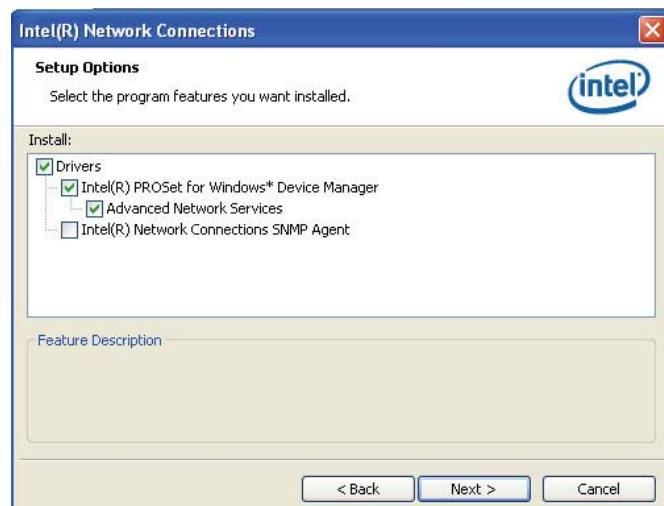 Intel(R) Network Connections
Setup Options
Select the program features you want installed.
intel
Install:
Drivers
Intel(R) PROSet for Windows* Device Manager
Advanced Network Services
Intel(R) Network Connections SNMP Agent
Feature Description
< Back
Next >
Cancel